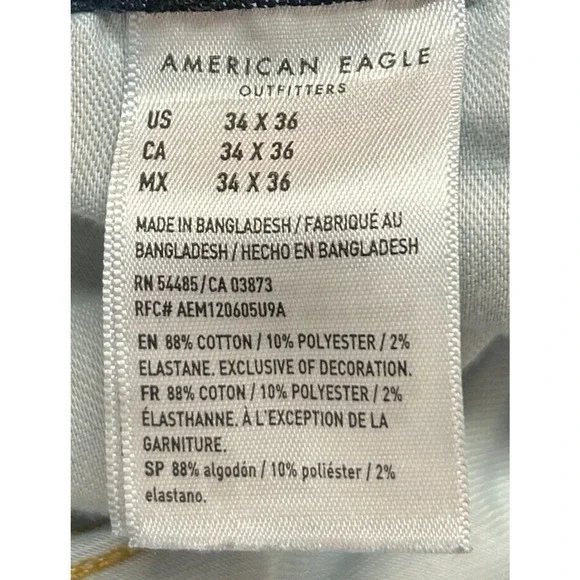 AMERICAN EAGLE
OUTFITTERS
US 34 X 36
CA 34 X 36
MX 34 X 36
MADE IN BANGLADESH / FABRIQUÉ AU
BANGLADESH / HECHO EN BANGLADESH
RN 54485 / CA 03873
RFC# AEM120605U9A
EN 88% COTTON / 10% POLYESTER / 2%
ELASTANE. EXCLUSIVE OF DECORATION.
FR 88% COTON / 10% POLYESTER / 2%
ÉLASTHANNE. À L'EXCEPTION DE LA
GARNITURE.
SP 88% algodón / 10% poliéster / 2%
elastano.